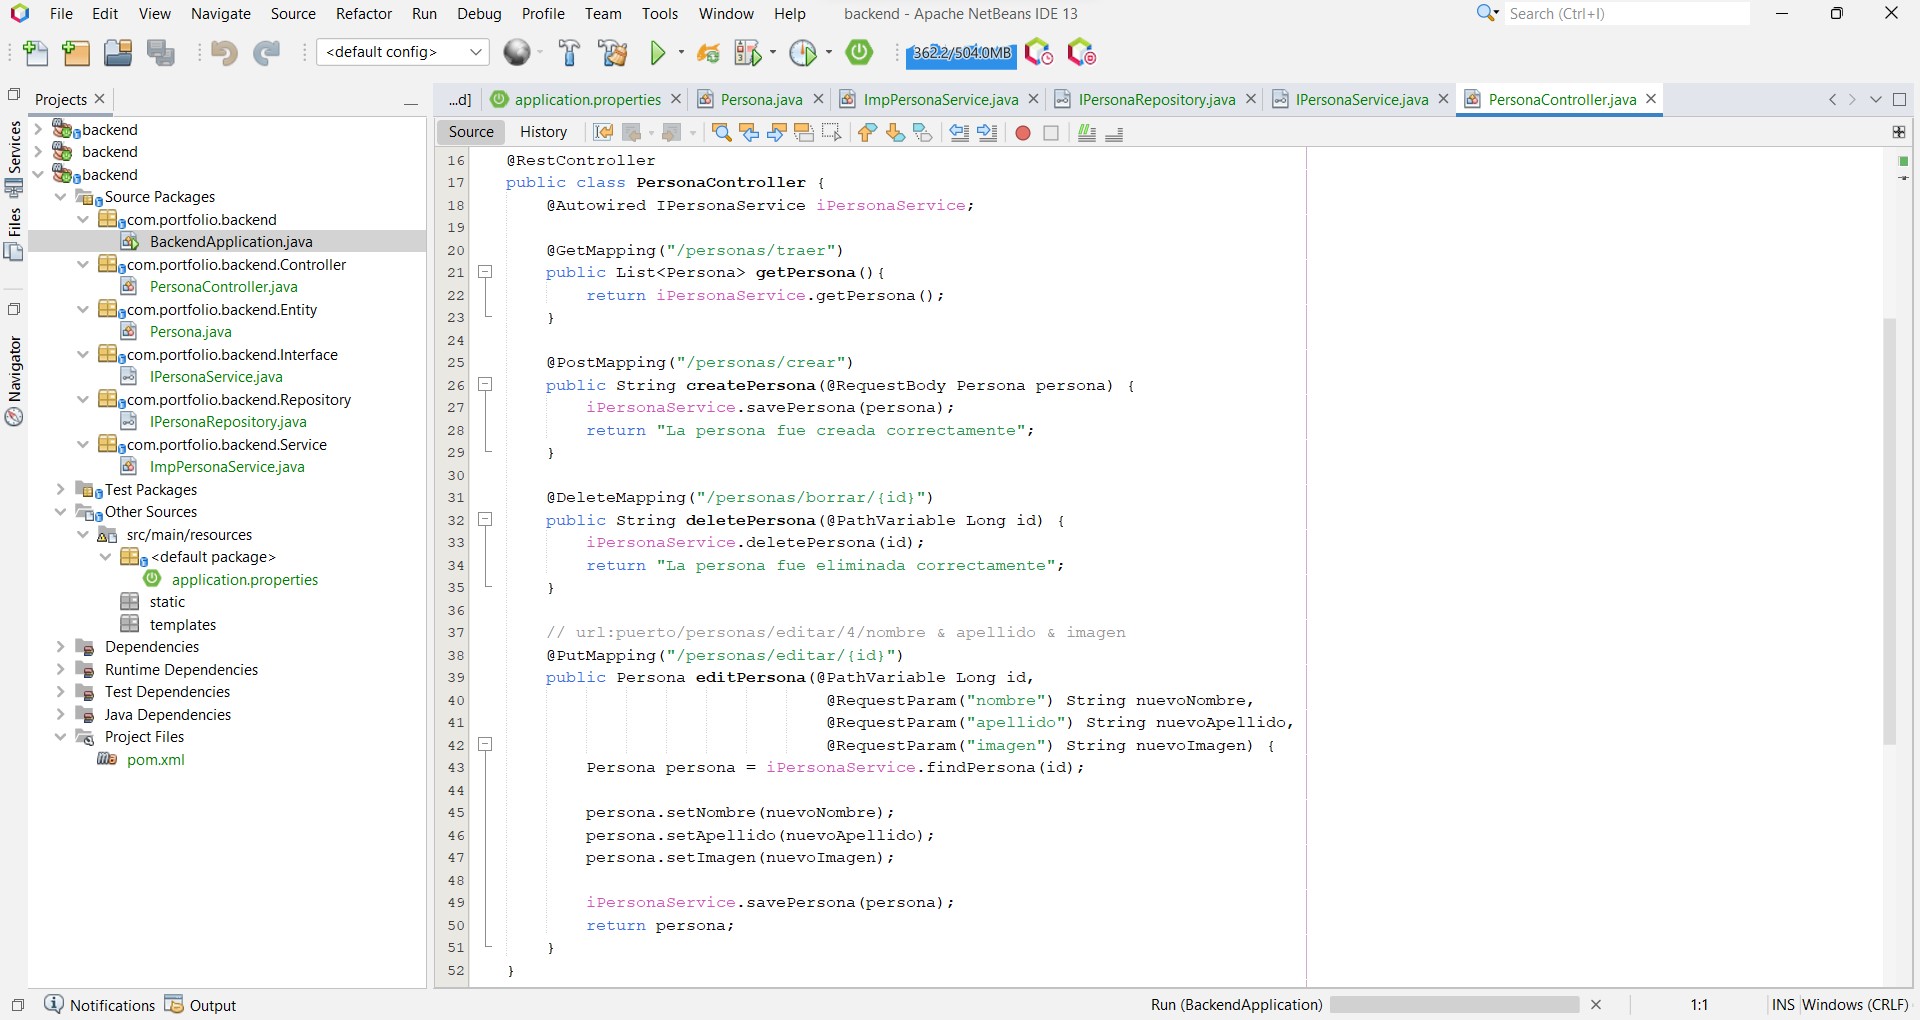 File Edit View Navigate Source Refactor Run Debug Profile Team Tools Window Help backend - Apache NetBeans IDE 13 Search (Ctrl+I)
<default config> 362.2/504.0MB
Projects
...d] application.properties Persona.java ImpPersonaService.java IPersonaRepository.java IPersonaService.java PersonaController.java
Source History
Services
Files
Navigator
backend
backend
backend
Source Packages
com.portfolio.backend
BackendApplication.java
com.portfolio.backend.Controller
PersonaController.java
com.portfolio.backend.Entity
Persona.java
com.portfolio.backend.Interface
IPersonaService.java
com.portfolio.backend.Repository
IPersonaRepository.java
com.portfolio.backend.Service
ImpPersonaService.java
Test Packages
Other Sources
src/main/resources
<default package>
application.properties
static
templates
Dependencies
Runtime Dependencies
Test Dependencies
Java Dependencies
Project Files
pom.xml
16 @RestController
17 public class PersonaController {
18 @Autowired IPersonaService iPersonaService;
19
20 @GetMapping("/personas/traer")
21 public List<Persona> getPersona(){
22 return iPersonaService.getPersona();
23 }
24
25 @PostMapping("/personas/crear")
26 public String createPersona(@RequestBody Persona persona) {
27 iPersonaService.savePersona(persona);
28 return "La persona fue creada correctamente";
29 }
30
31 @DeleteMapping("/personas/borrar/{id}")
32 public String deletePersona(@PathVariable Long id) {
33 iPersonaService.deletePersona(id);
34 return "La persona fue eliminada correctamente";
35 }
36
37 // url:puerto/personas/editar/4/nombre & apellido & imagen
38 @PutMapping("/personas/editar/{id}")
39 public Persona editPersona(@PathVariable Long id,
40 @RequestParam("nombre") String nuevoNombre,
41 @RequestParam("apellido") String nuevoApellido,
42 @RequestParam("imagen") String nuevoImagen) {
43 Persona persona = iPersonaService.findPersona(id);
44
45 persona.setNombre(nuevoNombre);
46 persona.setApellido(nuevoApellido);
47 persona.setImagen(nuevoImagen);
48
49 iPersonaService.savePersona(persona);
50 return persona;
51 }
52 }
Notifications Output Run (BackendApplication) 1:1 INS Windows (CRLF)